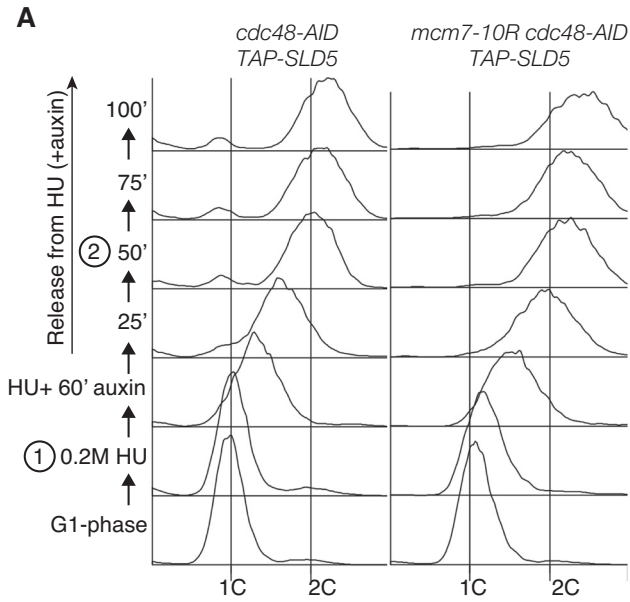 A
cdc48-AID
TAP-SLD5
mcm7-10R cdc48-AID
TAP-SLD5
Release from HU (+auxin)
100'
75'
2 50'
25'
HU+ 60' auxin
1 0.2M HU
G1-phase
1C 2C 1C 2C